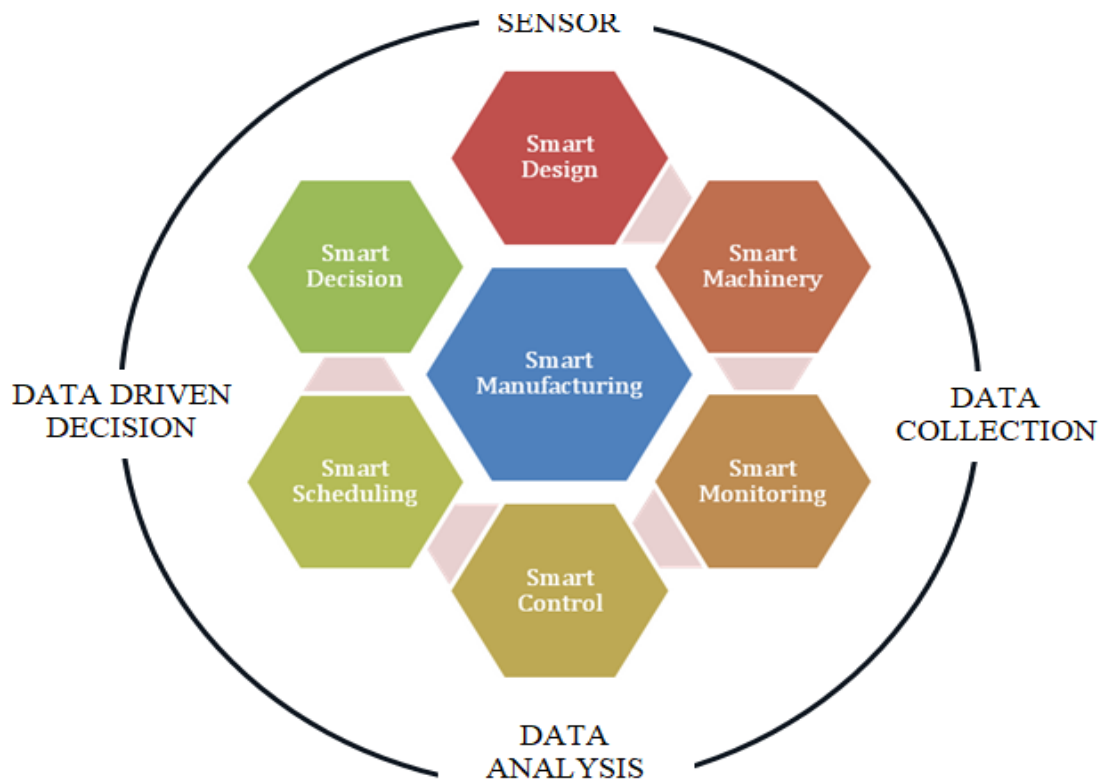 SENSOR
Smart
Design
Smart
Decision
Smart
Machinery
Smart
Manufacturing
DATA DRIVEN
DECISION
DATA
COLLECTION
Smart
Scheduling
Smart
Monitoring
Smart
Control
DATA
ANALYSIS